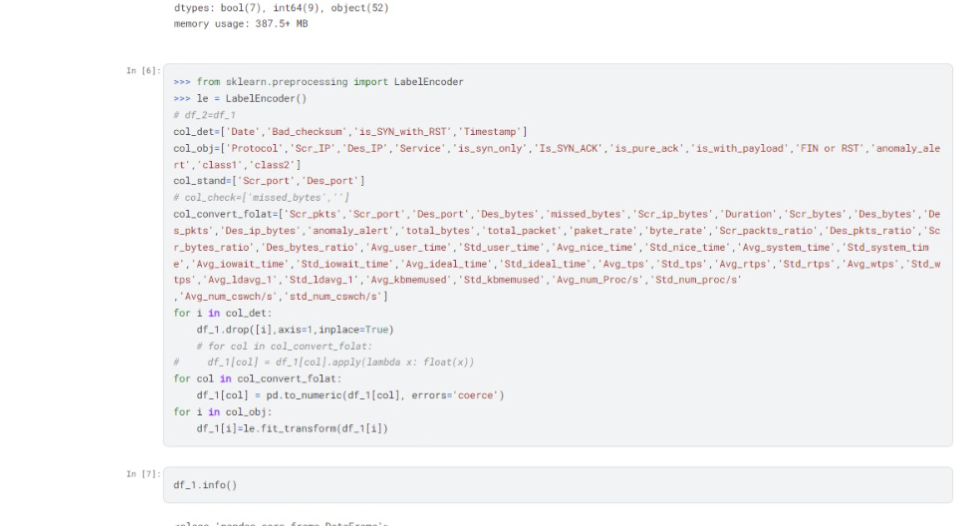 dtypes: bool(7), int64(9), object(52)
memory usage: 387.5+ MB
In [6]:
>>> from sklearn.preprocessing import LabelEncoder
>>> le = LabelEncoder()
# df_2=df_1
col_det=['Date','Bad_checksum','is_SYN_with_RST','Timestamp']
col_obj=['Protocol','Scr_IP','Des_IP','Service','is_syn_only','Is_SYN_ACK','is_pure_ack','is_with_payload','FIN or RST','anomaly_ale
rt','class1','class2']
col_stand=['Scr_port','Des_port']
# col_check=['missed_bytes','']
col_convert_folat=['Scr_pkts','Scr_port','Des_port','Des_bytes','missed_bytes','Scr_ip_bytes','Duration','Scr_bytes','Des_bytes','De
s_pkts','Des_ip_bytes','anomaly_alert','total_bytes','total_packet','paket_rate','byte_rate','Scr_packts_ratio','Des_pkts_ratio','Sc
r_bytes_ratio','Des_bytes_ratio','Avg_user_time','Std_user_time','Avg_nice_time','Std_nice_time','Avg_system_time','Std_system_tim
e','Avg_iowait_time','Std_iowait_time','Avg_ideal_time','Std_ideal_time','Avg_tps','Std_tps','Avg_rtps','Std_rtps','Avg_wtps','Std_w
tps','Avg_ldavg_1','Std_ldavg_1','Avg_kbmemused','Std_kbmemused','Avg_num_Proc/s','Std_num_proc/s'
,'Avg_num_cswch/s','std_num_cswch/s']
for i in col_det:
    df_1.drop([i],axis=1,inplace=True)
    # for col in col_convert_folat:
#     df_1[col] = df_1[col].apply(lambda x: float(x))
for col in col_convert_folat:
    df_1[col] = pd.to_numeric(df_1[col], errors='coerce')
for i in col_obj:
    df_1[i]=le.fit_transform(df_1[i])
In [7]:
df_1.info()